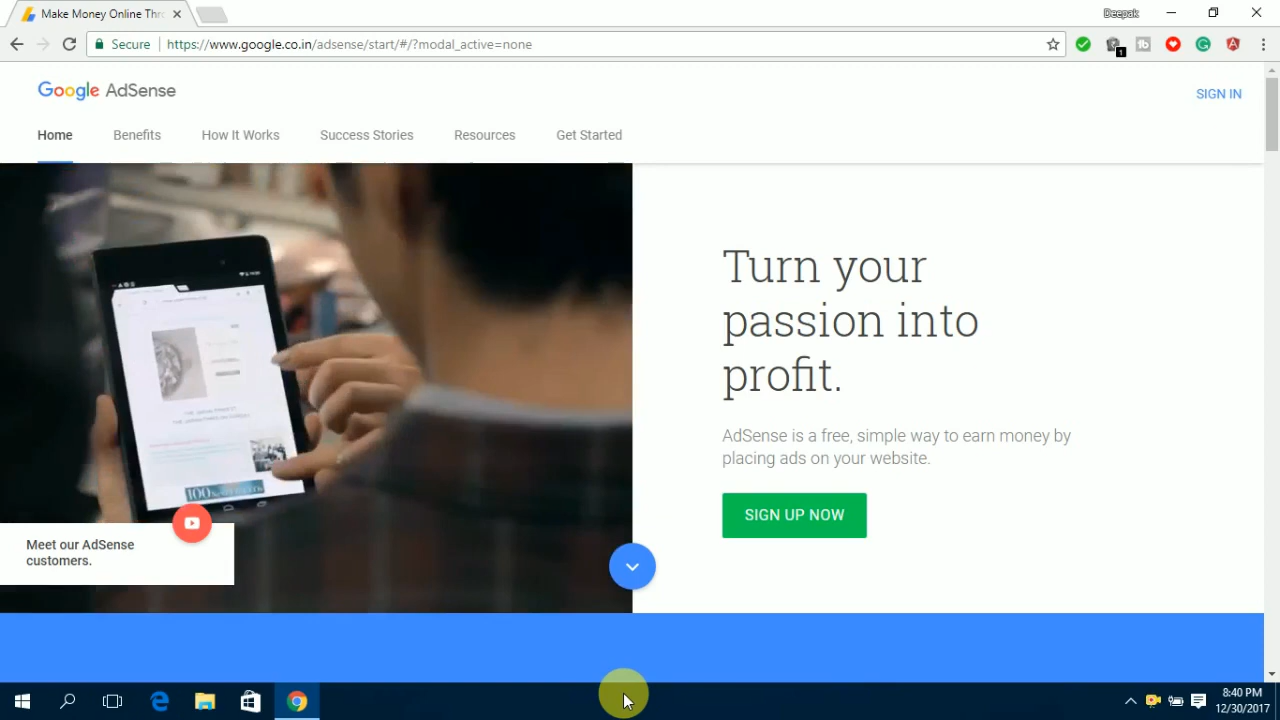 Make Money Online Thr
Deepak
Secure
https://www.google.co.in/adsense/start/#/?modal_active=none
1
Google AdSense
SIGN IN
Home
Benefits
How It Works
Success Stories
Resources
Get Started
Turn your
passion into
profit.
AdSense is a free, simple way to earn money by
placing ads on your website.
SIGN UP NOW
Meet our AdSense
customers.
8:40 PM
12/30/2017